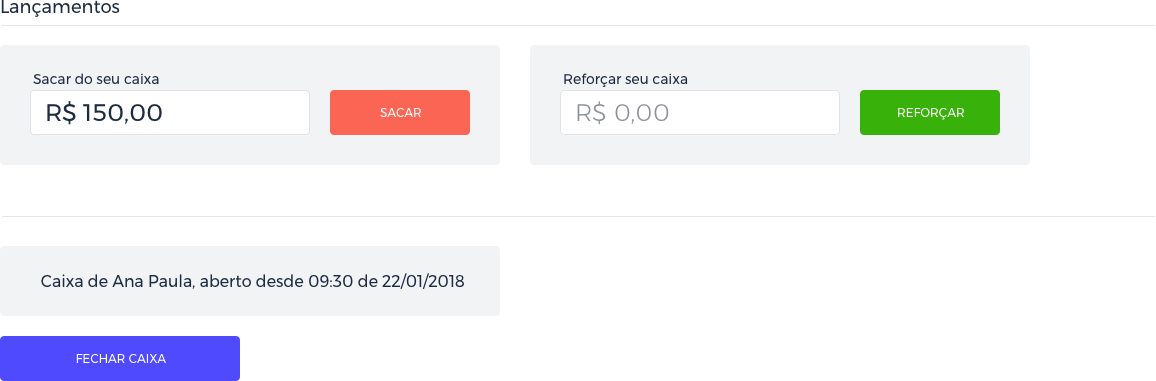 Lançamentos
Sacar do seu caixa
Reforçar seu caixa
R$ 150,00
SACAR
R$ 0,00
REFORÇAR
Caixa de Ana Paula, aberto desde 09:30 de 22/01/2018
FECHAR CAIXA